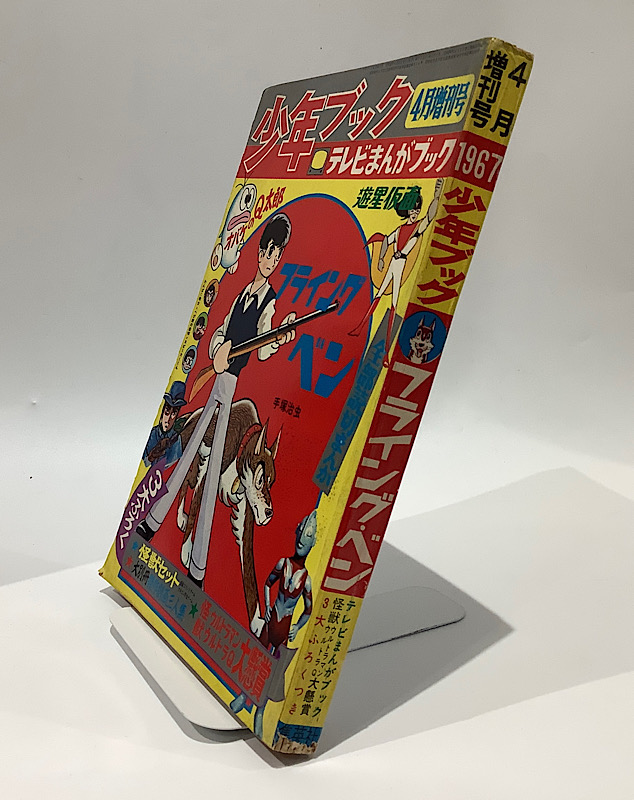 少年ブック
4月増刊号
テレビまんがブック
オバケのQ太郎
遊星仮面
フライング
ベン
手塚治虫
3大ふろく
怪獣セット
大別冊
大懸賞
4月
増刊号
1967
少年ブック
フライング・ベン
テレビまんがブック・
怪獣ウルトラマン ウルトラQ大懸賞
3大ふろくつき